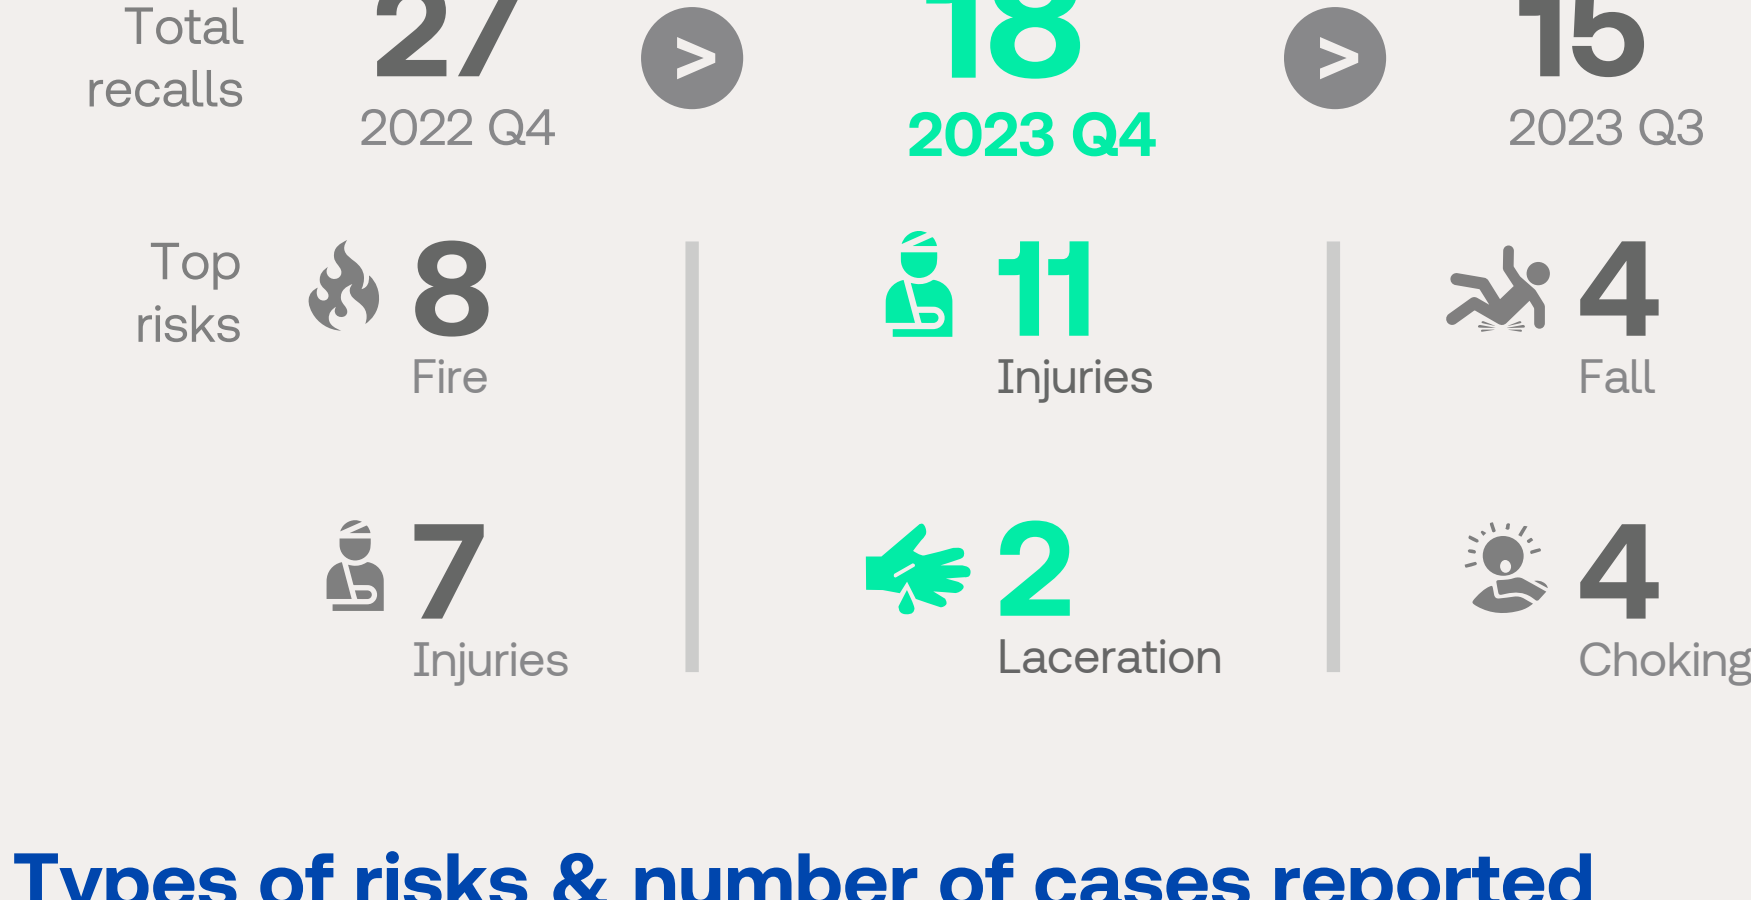 Total
recalls
27
2022 Q4
>
18
2023 Q4
>
15
2023 Q3
Top
risks
8
Fire
11
Injuries
4
Fall
7
Injuries
2
Laceration
4
Choking
Types of risks & number of cases reported